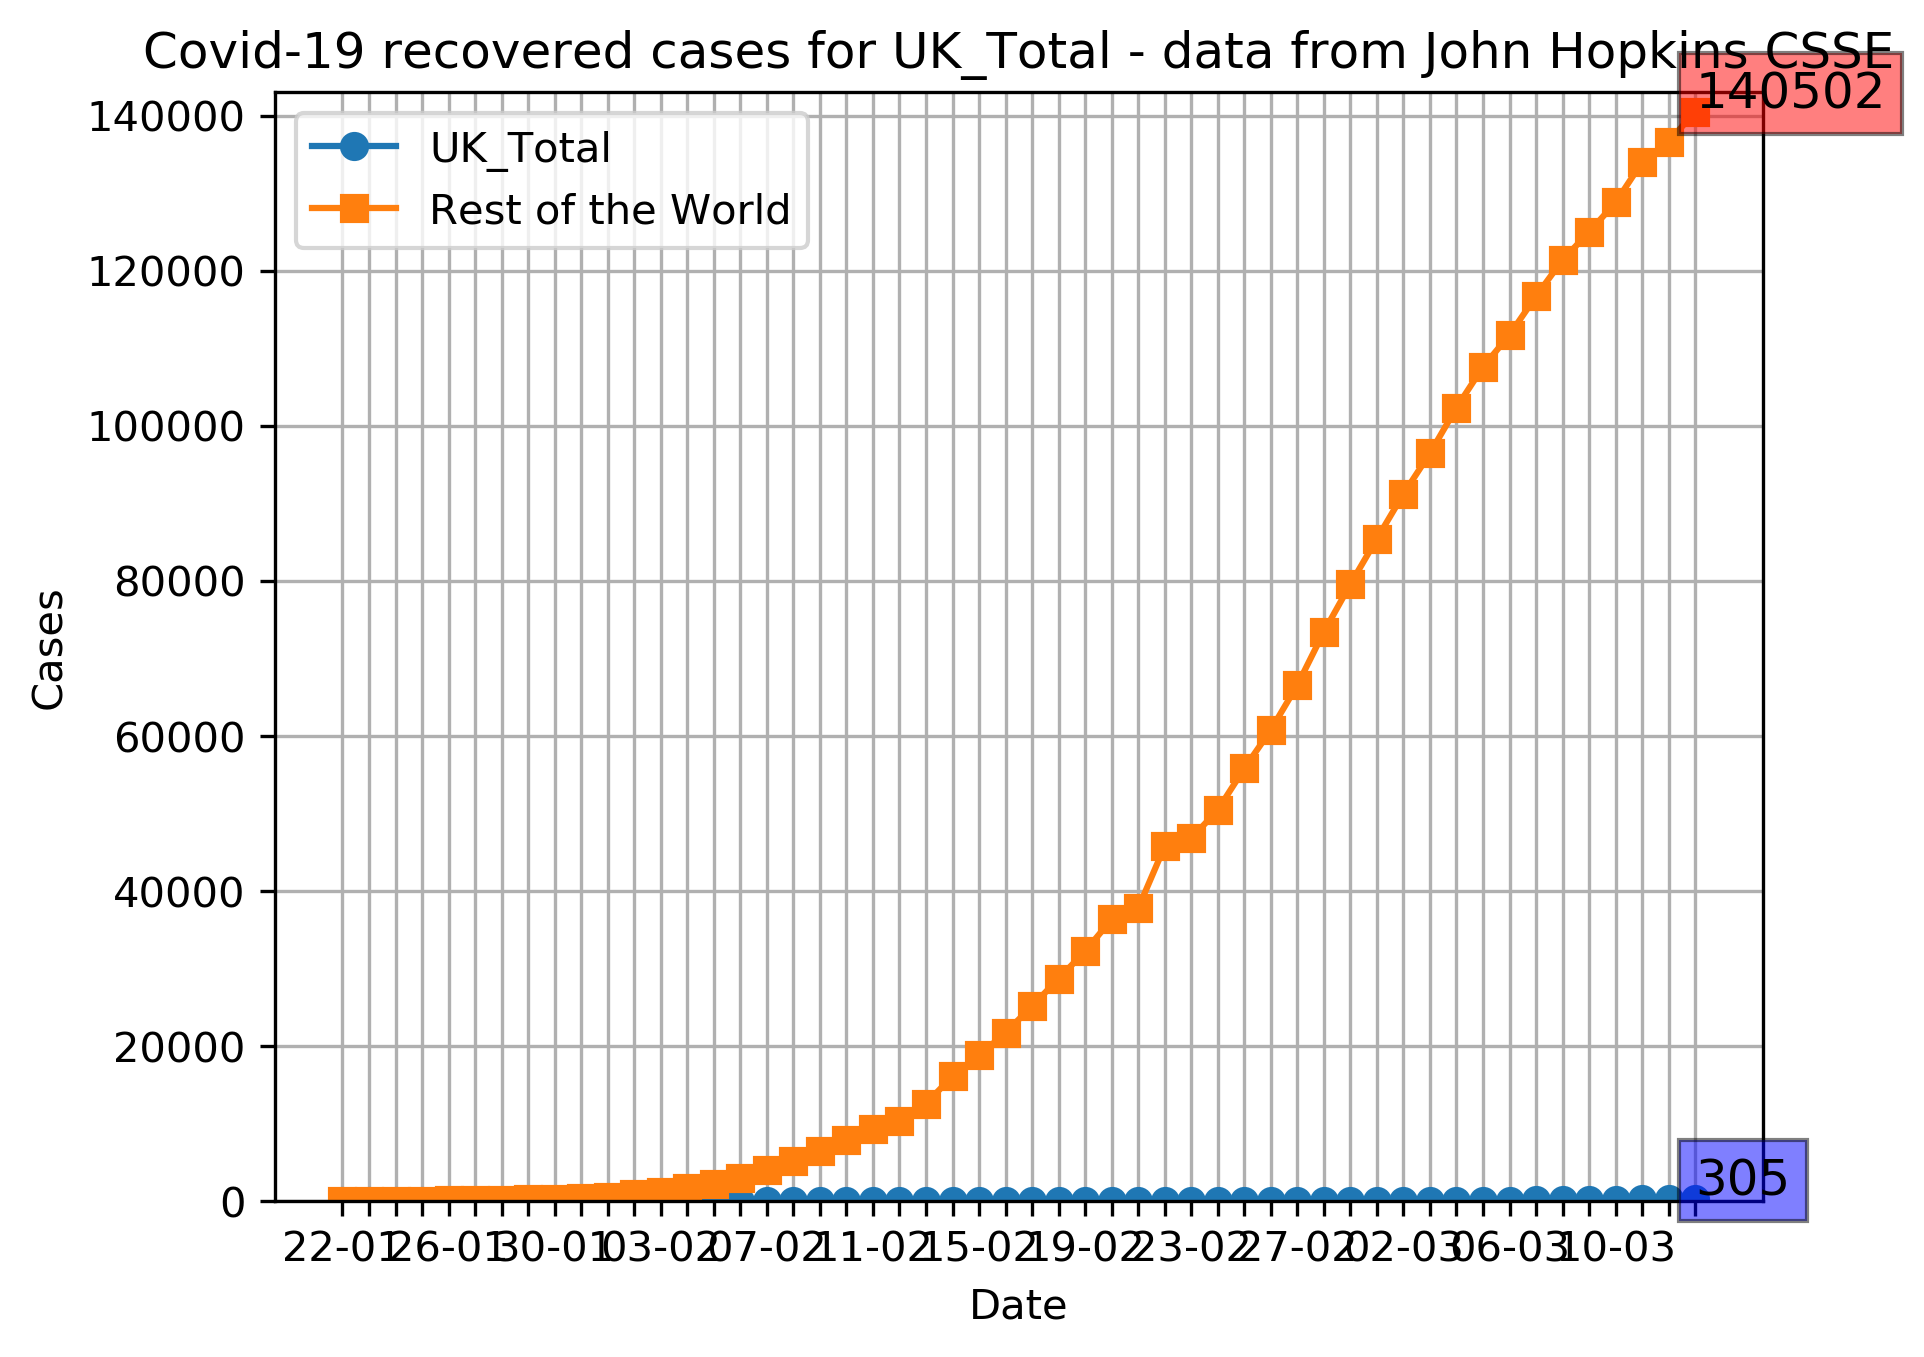 Covid-19 recovered cases for UK_Total - data from John Hopkins CSSE
140502
UK_Total
Rest of the World
140000
120000
100000
80000
60000
40000
20000
0
Cases
305
22-01 26-01 30-01 03-02 07-02 11-02 15-02 19-02 23-02 27-02 02-03 06-03 10-03
Date